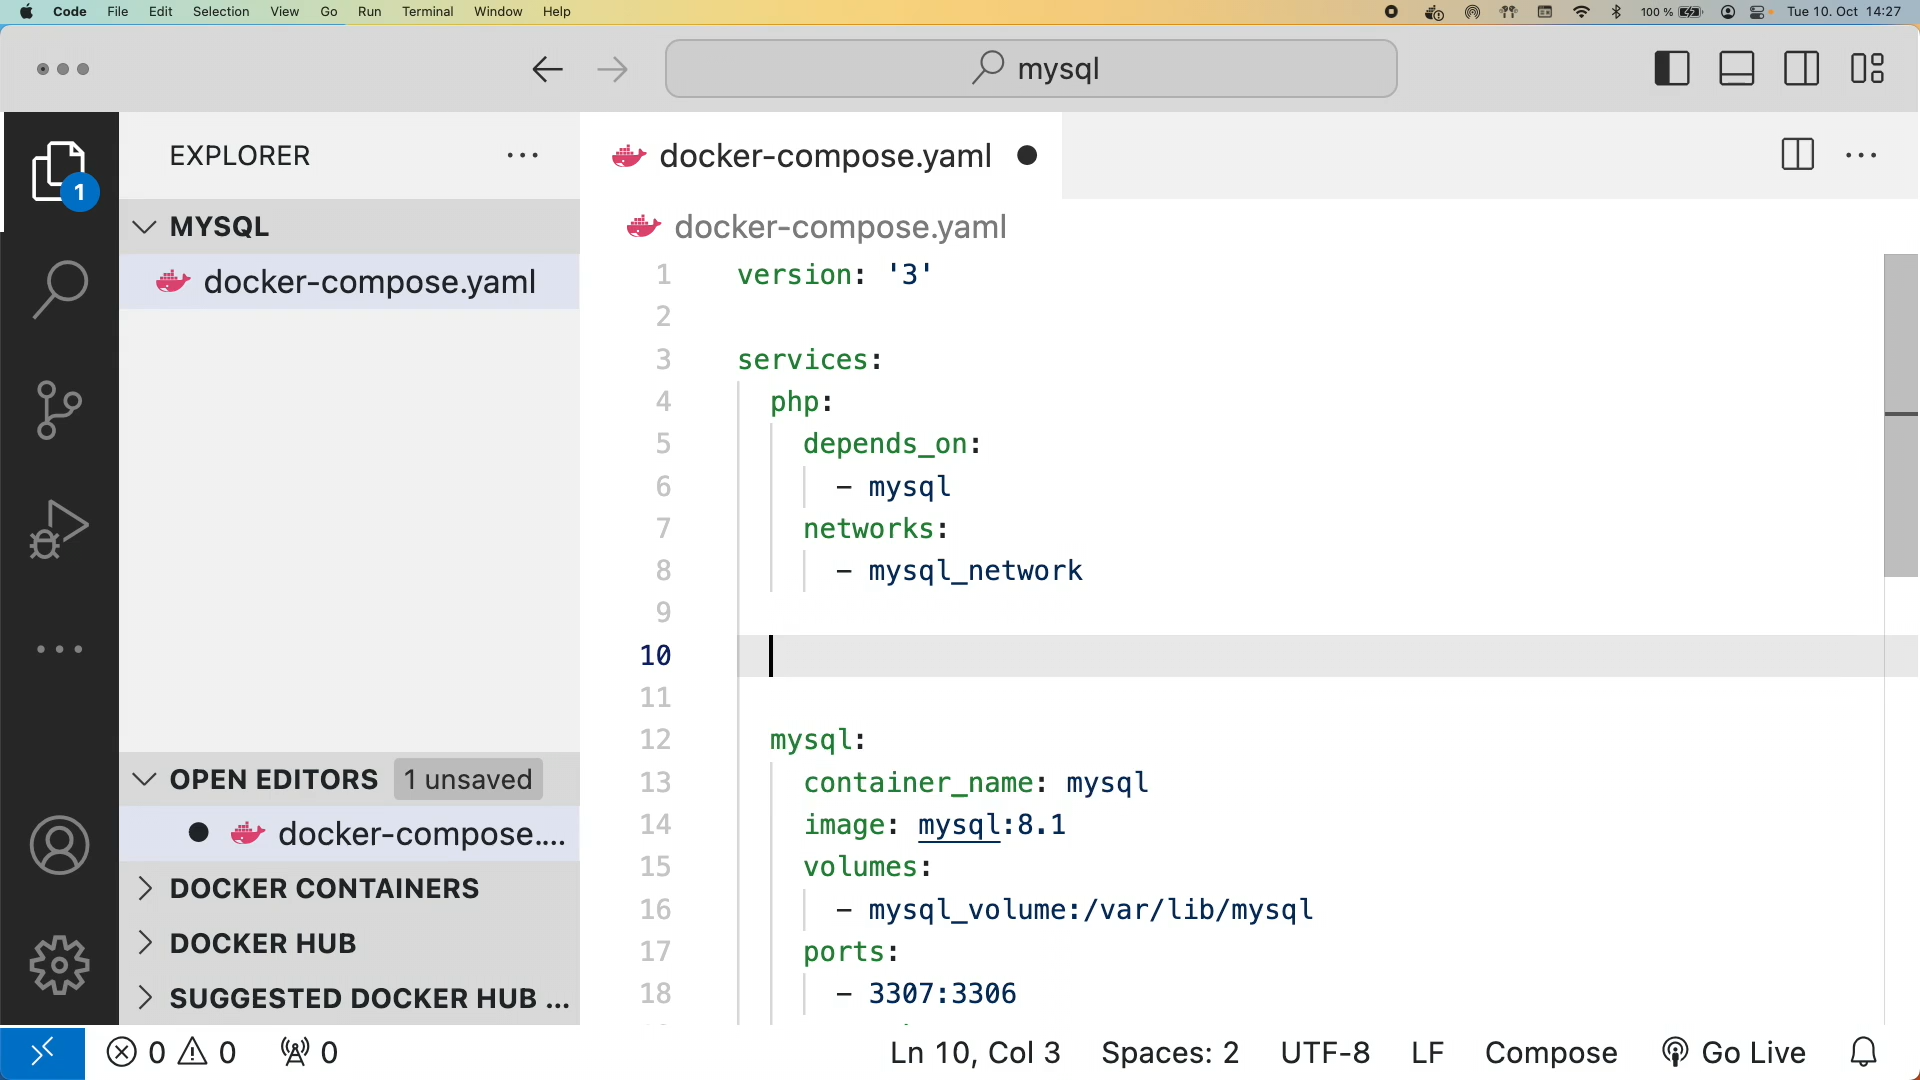 Code File Edit Selection View Go Run Terminal Window Help 100 % Tue 10. Oct 14:27
mysql
EXPLORER
1
MYSQL
docker-compose.yaml
OPEN EDITORS 1 unsaved
docker-compose....
DOCKER CONTAINERS
DOCKER HUB
SUGGESTED DOCKER HUB ...
docker-compose.yaml
docker-compose.yaml
1 version: '3'
2
3 services:
4 php:
5 depends_on:
6 - mysql
7 networks:
8 - mysql_network
9
10
11
12 mysql:
13 container_name: mysql
14 image: mysql:8.1
15 volumes:
16 - mysql_volume:/var/lib/mysql
17 ports:
18 - 3307:3306
0 0 0 Ln 10, Col 3 Spaces: 2 UTF-8 LF Compose Go Live